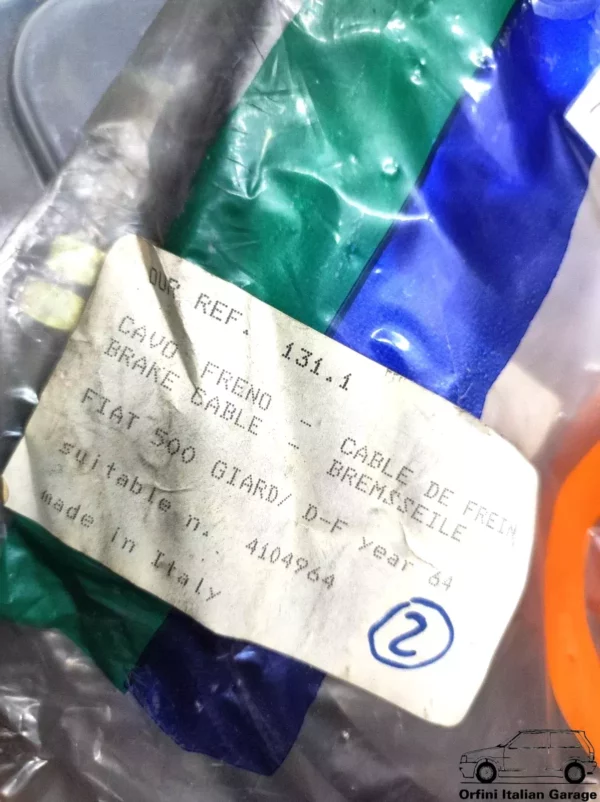 OUR REF. 131.1
CAVO FRENO - CABLE DE FREIN
BRAKE CABLE - BREMSSEILE
FIAT 500 GIARD/ D-F year 64
suitable n. 4104964
made in Italy
2
Orfini Italian Garage